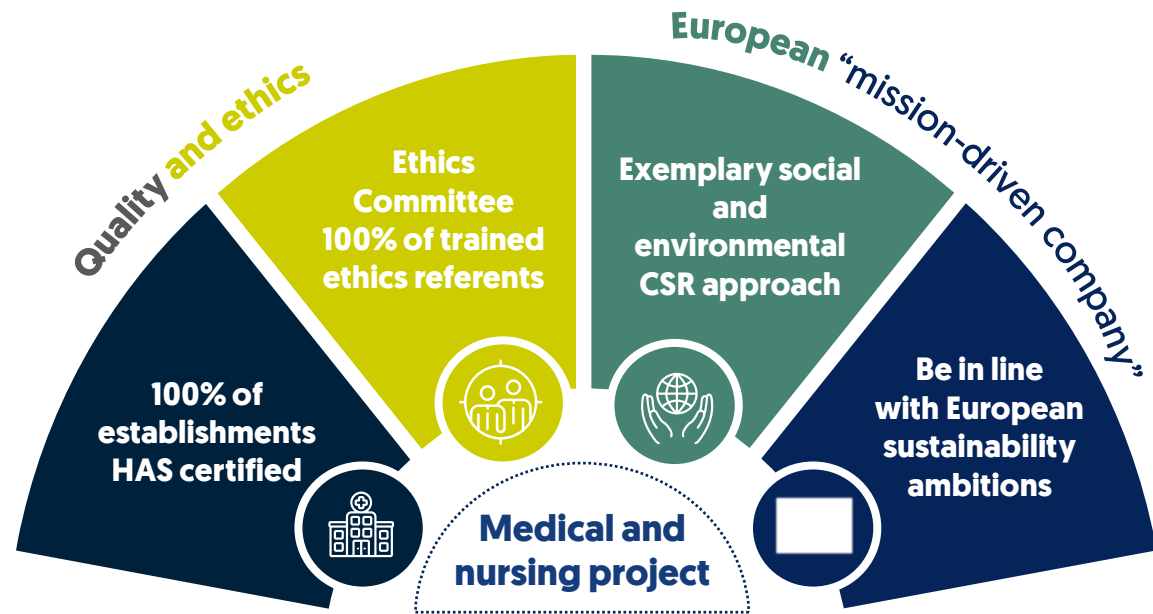 Quality and ethics
European “mission-driven company”
100% of
establishments
HAS certified
Ethics
Committee
100% of trained
ethics referents
Exemplary social
and
environmental
CSR approach
Be in line
with European
sustainability
ambitions
Medical and
nursing project